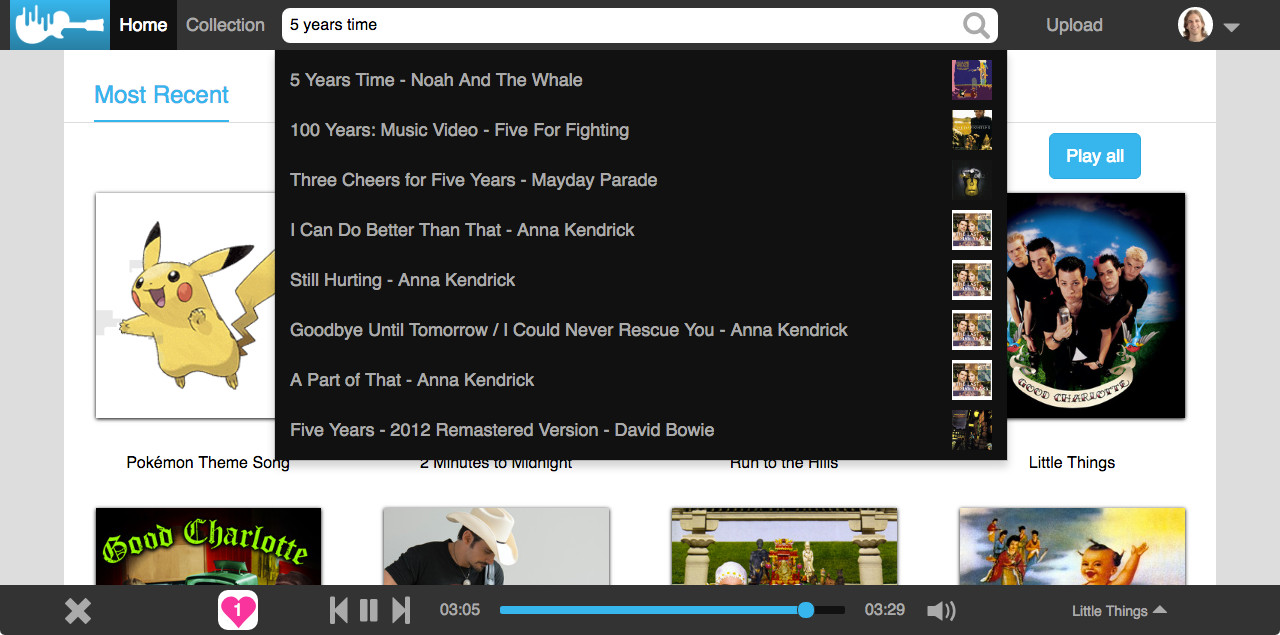 Home
Collection
5 years time
Upload
Most Recent
5 Years Time - Noah And The Whale
100 Years: Music Video - Five For Fighting
Three Cheers for Five Years - Mayday Parade
I Can Do Better Than That - Anna Kendrick
Still Hurting - Anna Kendrick
Goodbye Until Tomorrow / I Could Never Rescue You - Anna Kendrick
A Part of That - Anna Kendrick
Five Years - 2012 Remastered Version - David Bowie
Play all
GOOD CHARLOTTE
Pokémon Theme Song
2 Minutes to Midnight
Run to the Hills
Little Things
Good Charlotte
1
03:05
03:29
Little Things